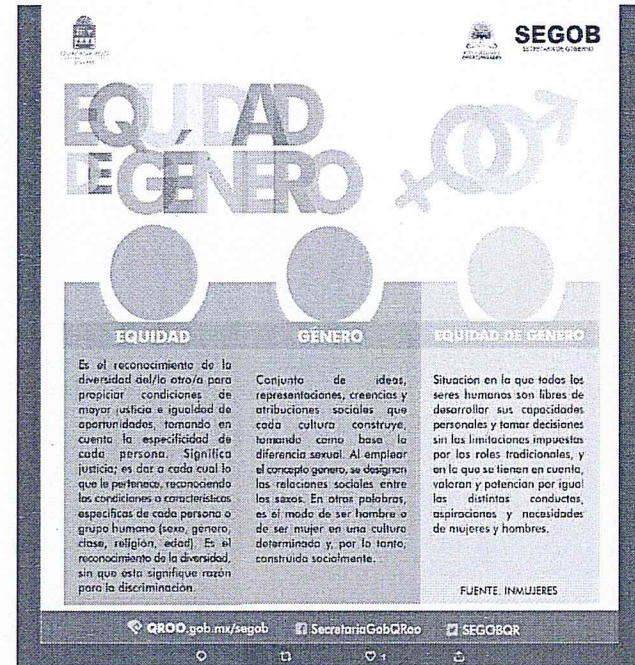 SEGOB
SECRETARÍA DE GOBIERNO
EQUIDAD
DE GÉNERO
EQUIDAD
Es el reconocimiento de la
diversidad del/lo otro/a para
propiciar condiciones de
mayor justicia e igualdad de
oportunidades, tomando en
cuenta la especificidad de
cada persona. Significa
justicia; es dar a cada cual lo
que le pertenece, reconociendo
las condiciones o características
específicas de cada persona o
grupo humano (sexo, género,
clase, religión, edad). Es el
reconocimiento de la diversidad,
sin que ésta signifique razón
para la discriminación.
GÉNERO
Conjunto de ideas,
representaciones, creencias y
atribuciones sociales que
cada cultura construye,
tomando como base la
diferencia sexual. Al emplear
el concepto genero, se designan
las relaciones sociales entre
los sexos. En otras palabras,
es el modo de ser hombre o
de ser mujer en una cultura
determinada y, por lo tanto,
construida socialmente.
EQUIDAD DE GÉNERO
Situación en la que todos los
seres humanos son libres de
desarrollar sus capacidades
personales y tomar decisiones
sin las limitaciones impuestas
por los roles tradicionales, y
en la que se tienen en cuenta,
valoran y potencian por igual
las distintas conductas,
aspiraciones y necesidades
de mujeres y hombres.
FUENTE. INMUJERES
QROO.gob.mx/segob SecretariaGobQRoo SEGOBQR
1